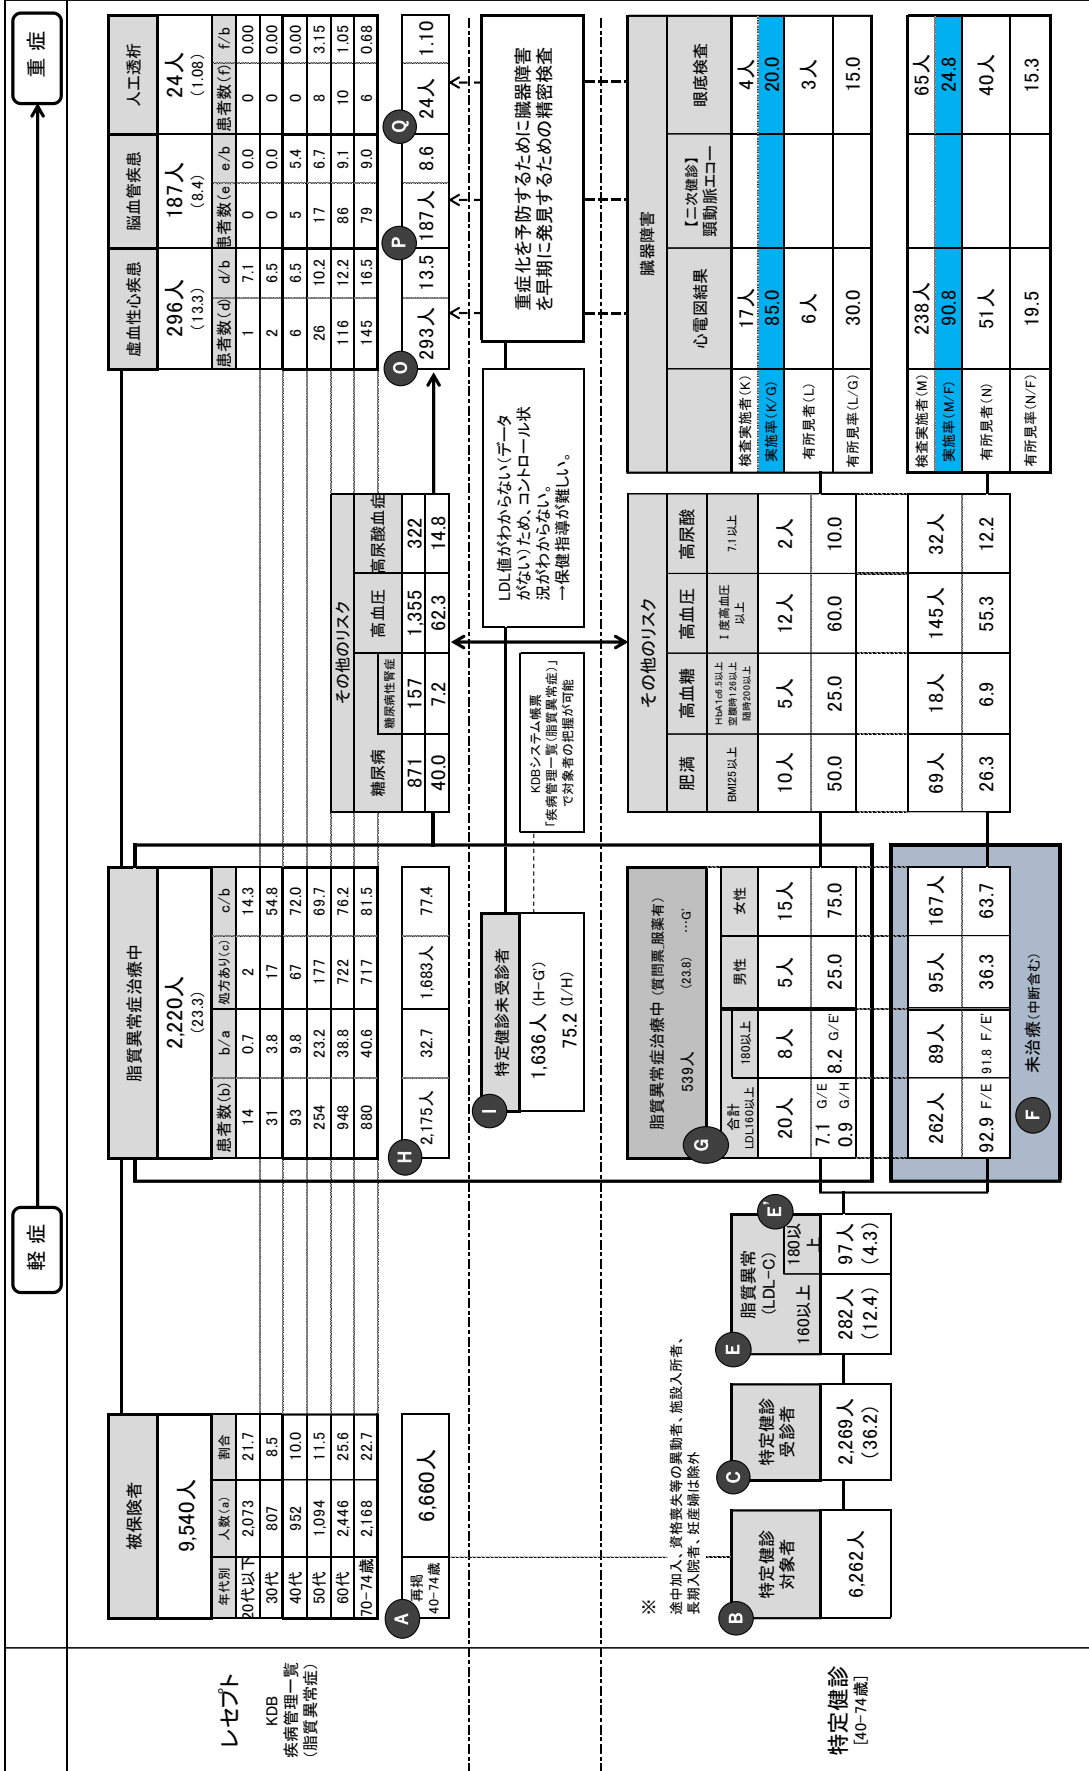 軽症
重症
レセプト
KDB
疾病管理一覧
(脂質異常症)
被保険者
9,540人
年代別 人数(a) 割合
20代以下 2,073 21.7
30代 807 8.5
40代 952 10.0
50代 1,094 11.5
60代 2,446 25.6
70-74歳 2,168 22.7
A
再掲
40-74歳
6,660人
脂質異常症治療中
2,220人
(23.3)
患者数(b) b/a 処方あり(c) c/b
14 0.7 2 14.3
31 3.8 17 54.8
93 9.8 67 72.0
254 23.2 177 69.7
948 38.8 722 76.2
880 40.6 717 81.5
H
2,175人 32.7 1,683人 77.4
その他のリスク
糖尿病 糖尿病性腎症 高血圧 高尿酸血症
871 157 1,355 322
40.0 7.2 62.3 14.8
虚血性心疾患 脳血管疾患 人工透析
296人 187人 24人
(13.3) (8.4) (1.08)
患者数(d) d/b 患者数(e e/b 患者数(f) f/b
1 7.1 0 0.0 0 0.00
2 6.5 0 0.0 0 0.00
6 6.5 5 5.4 0 0.00
26 10.2 17 6.7 8 3.15
116 12.2 86 9.1 10 1.05
145 16.5 79 9.0 6 0.68
O P Q
293人 13.5 187人 8.6 24人 1.10
I
特定健診未受診者
1,636人 (H-G')
75.2 (I/H)
KDBシステム帳票
「疾病管理一覧(脂質異常症)」
で対象者の把握が可能
LDL値がわからない(データ
がない)ため、コントロール状
況がわからない。
→保健指導が難しい。
重症化を予防するために臓器障害
を早期に発見するための精密検査
特定健診
[40-74歳]
※
途中加入、資格喪失等の異動者、施設入所者、
長期入院者、妊産婦は除外
B
特定健診
対象者
6,262人
C
特定健診
受診者
2,269人
(36.2)
E
脂質異常
(LDL-C)
E'
160以上 180以上
282人 97人
(12.4) (4.3)
脂質異常症治療中(質問票_服薬有)
539人 (23.8) …G'
G
合計
LDL160以上
180以上 男性 女性
20人 8人 5人 15人
7.1 G/E
0.9 G/H
8.2 G/E' 25.0 75.0
262人 89人 95人 167人
92.9 F/E 91.8 F/E' 36.3 63.7
F
未治療(中断含む)
その他のリスク
肥満 高血糖 高血圧 高尿酸
BMI25以上
HbA1c6.5以上
空腹時126以上
随時200以上
Ⅰ度高血圧
以上
7.1以上
10人 5人 12人 2人
50.0 25.0 60.0 10.0
69人 18人 145人 32人
26.3 6.9 55.3 12.2
臓器障害
心電図結果
【二次健診】
頸動脈エコー
眼底検査
検査実施者(K) 17人 4人
実施率(K/G) 85.0 20.0
有所見者(L) 6人 3人
有所見率(L/G) 30.0 15.0
検査実施者(M) 238人 65人
実施率(M/F) 90.8 24.8
有所見者(N) 51人 40人
有所見率(N/F) 19.5 15.3